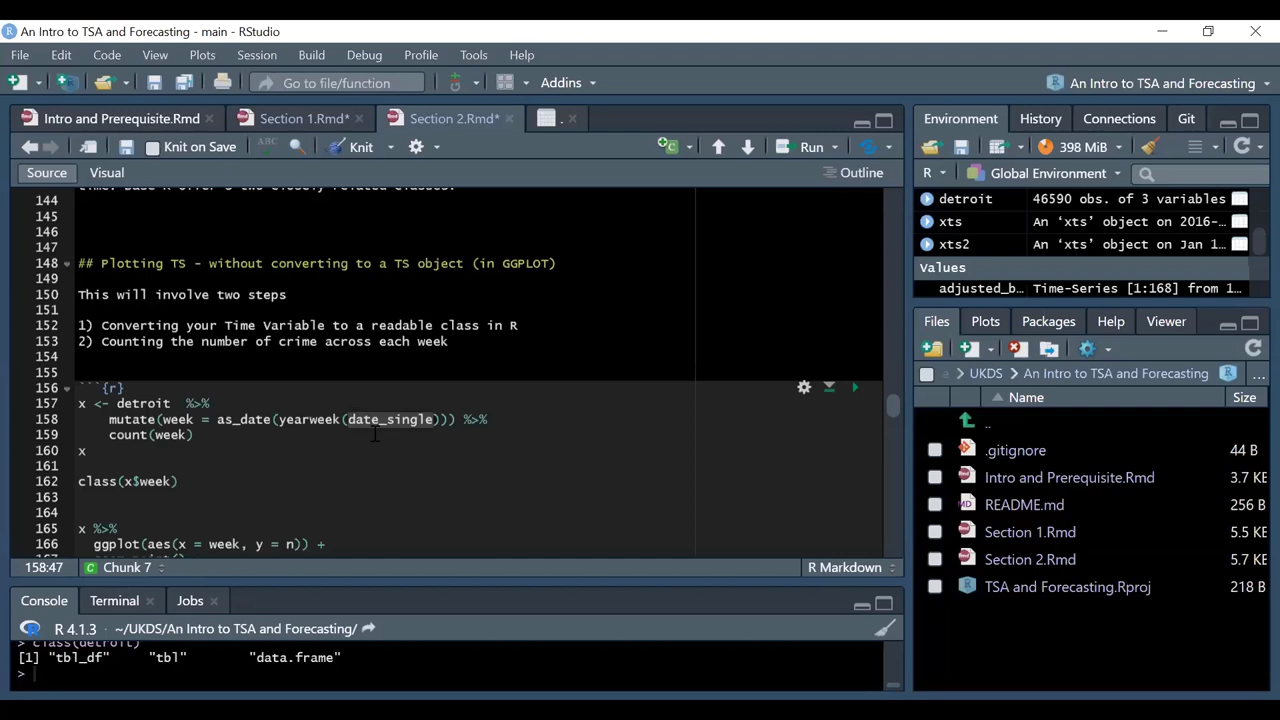 An Intro to TSA and Forecasting - main - RStudio
File Edit Code View Plots Session Build Debug Profile Tools Help
Go to file/function Addins An Intro to TSA and Forecasting
Intro and Prerequisite.Rmd Section 1.Rmd* Section 2.Rmd* .
Knit on Save ABC Knit Run
Source Visual Outline
144
145
146
147
148 ## Plotting TS - without converting to a TS object (in GGPLOT)
149
150 This will involve two steps
151
152 1) Converting your Time Variable to a readable class in R
153 2) Counting the number of crime across each week
154
155
156 ```{r}
157 x <- detroit %>%
158 mutate(week = as_date(yearweek(date_single))) %>%
159 count(week)
160 x
161
162 class(x$week)
163
164
165 x %>%
166 ggplot(aes(x = week, y = n)) +
158:47 Chunk 7 R Markdown
Console Terminal Jobs
R 4.1.3 · ~/UKDS/An Intro to TSA and Forecasting/
> class(detroit)
[1] "tbl_df" "tbl" "data.frame"
>
Environment History Connections Git
398 MiB
R Global Environment
detroit 46590 obs. of 3 variables
xts An ‘xts’ object on 2016-…
xts2 An ‘xts’ object on Jan 1…
Values
adjusted_b… Time-Series [1:168] from 1…
Files Plots Packages Help Viewer
UKDS An Intro to TSA and Forecasting ...
Name Size
..
.gitignore 44 B
Intro and Prerequisite.Rmd 3.7 KB
README.md 256 B
Section 1.Rmd 5.5 KB
Section 2.Rmd 5.7 KB
TSA and Forecasting.Rproj 218 B